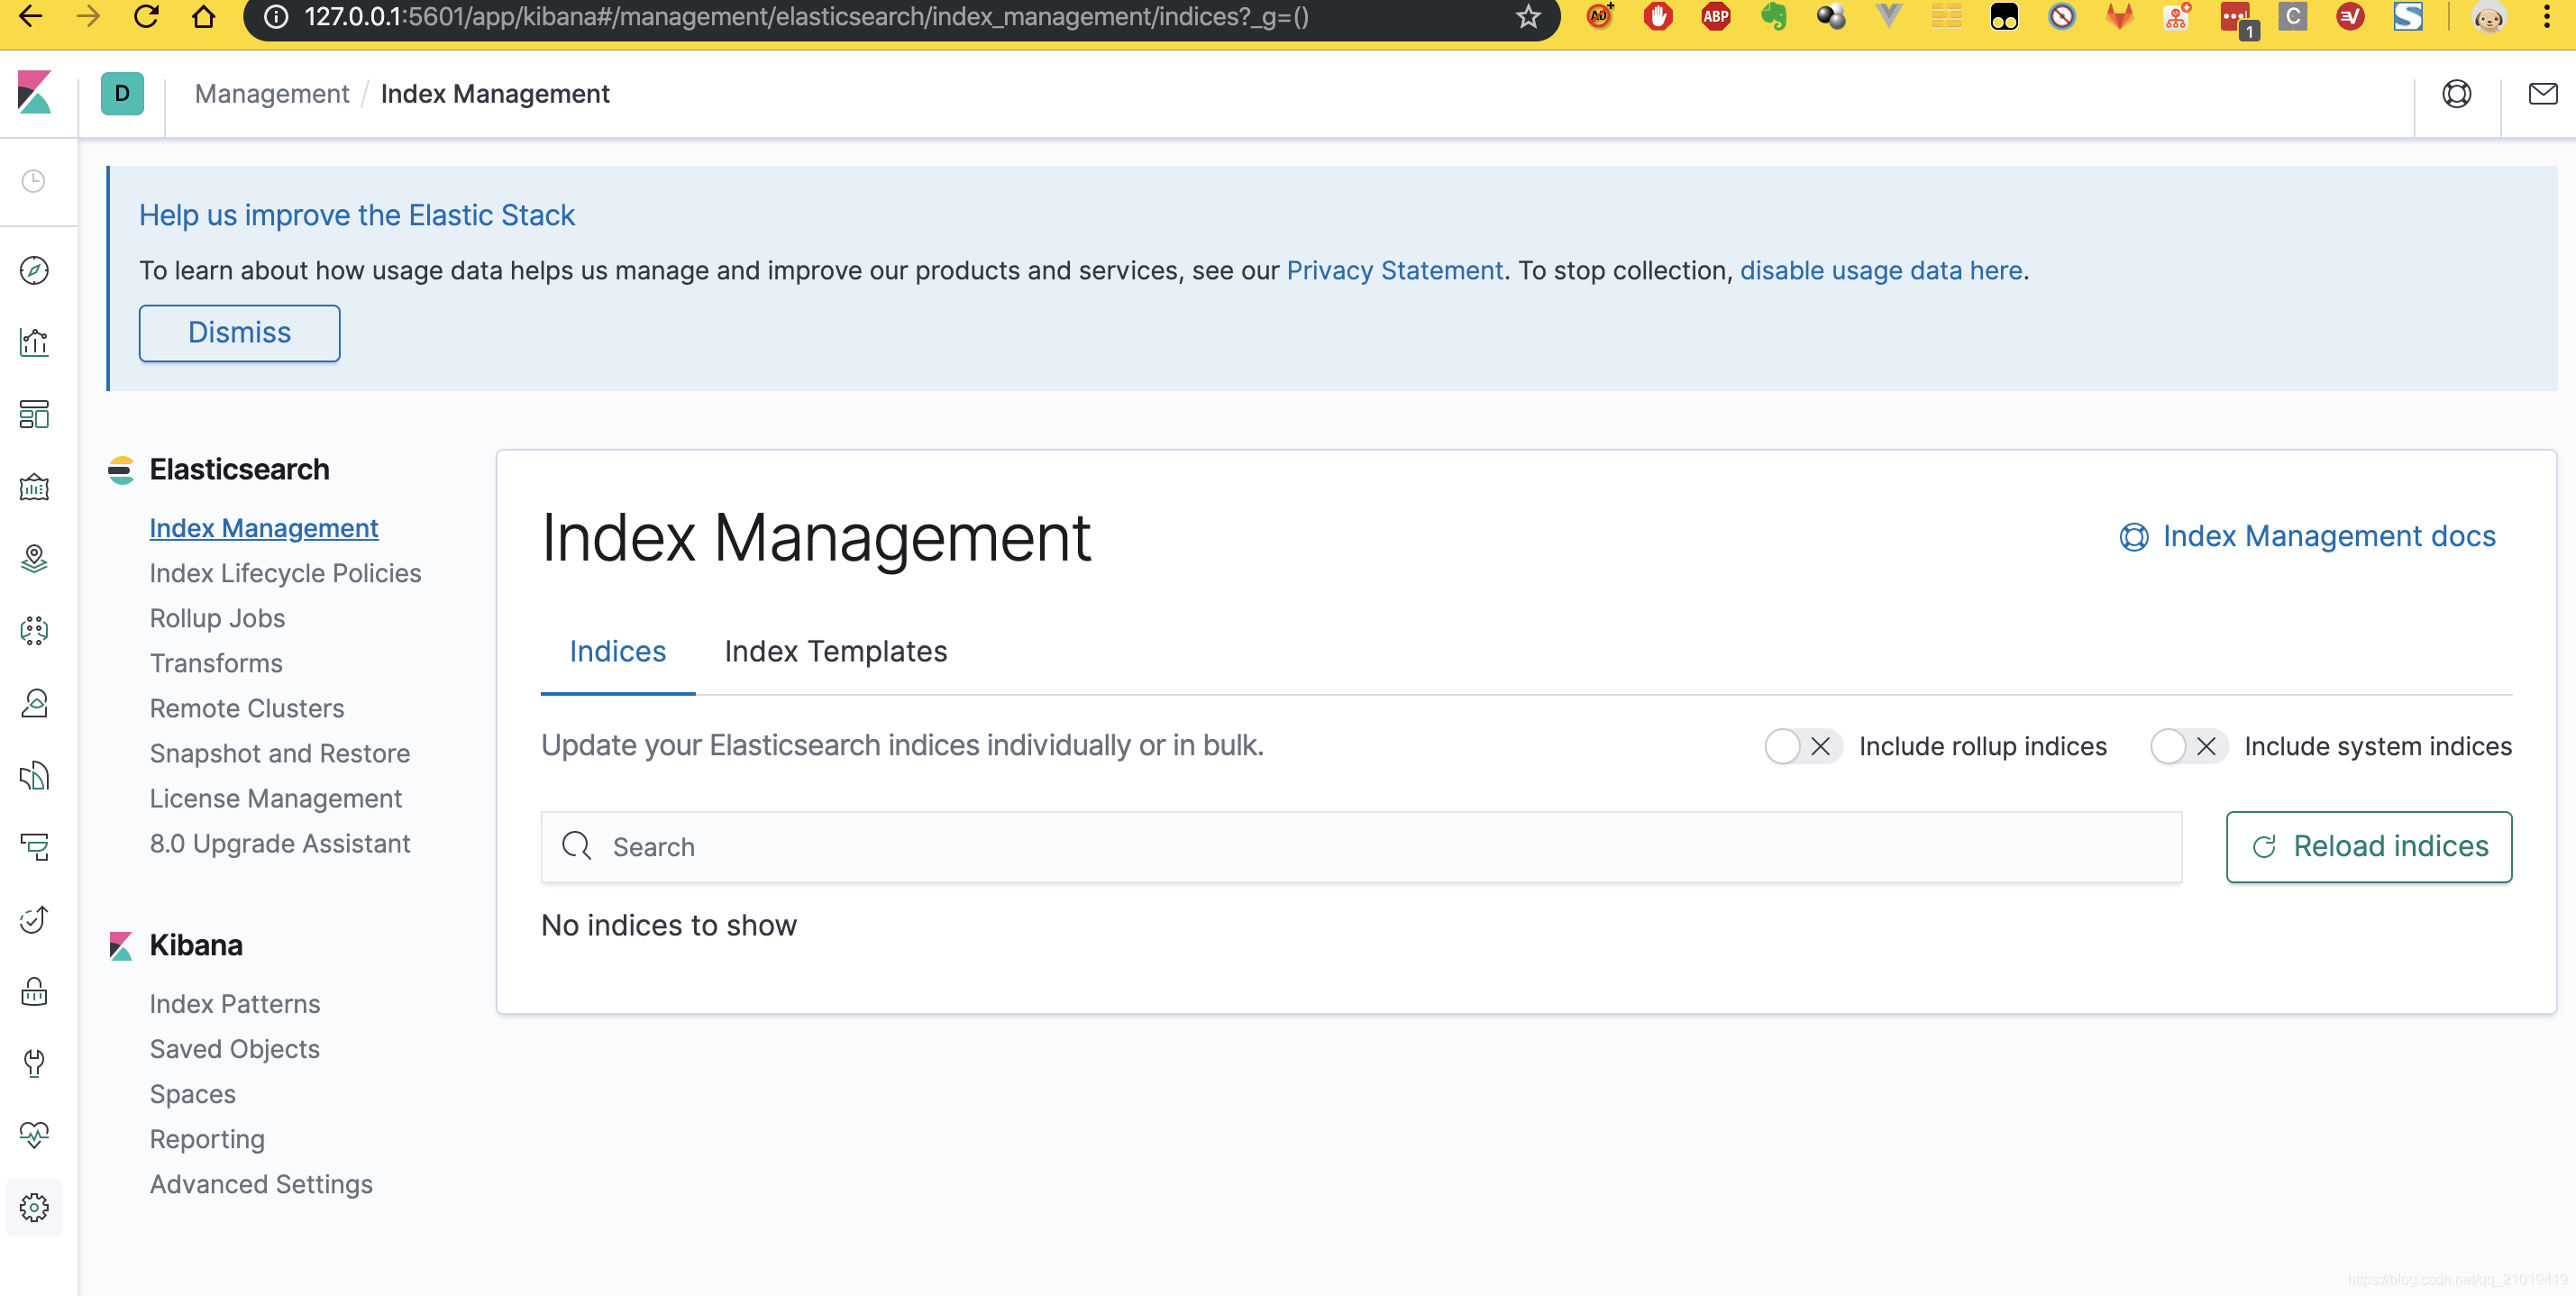 127.0.0.1:5601/app/kibana#/management/elasticsearch/index_management/indices?_g=()
AD
ABP
1
C
D
Management / Index Management
Help us improve the Elastic Stack
To learn about how usage data helps us manage and improve our products and services, see our Privacy Statement. To stop collection, disable usage data here.
Dismiss
Elasticsearch
Index Management
Index Lifecycle Policies
Rollup Jobs
Transforms
Remote Clusters
Snapshot and Restore
License Management
8.0 Upgrade Assistant
Kibana
Index Patterns
Saved Objects
Spaces
Reporting
Advanced Settings
Index Management
Index Management docs
Indices
Index Templates
Update your Elasticsearch indices individually or in bulk.
Include rollup indices
Include system indices
Search
Reload indices
No indices to show
https://blog.csdn.net/qq_21019419